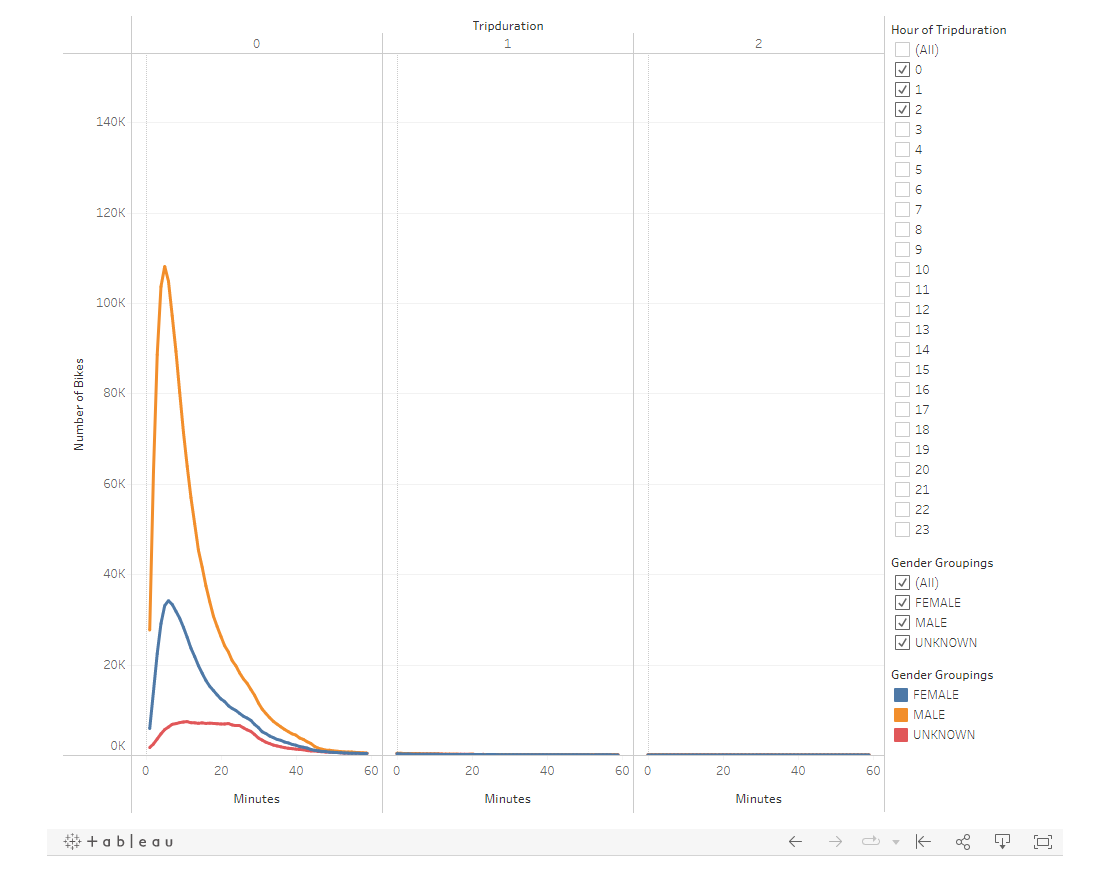 Tripduration
0
1
2
Number of Bikes
140K
120K
100K
80K
60K
40K
20K
0K
0 20 40 60
0 20 40 60
0 20 40 60
Minutes
Minutes
Minutes
Hour of Tripduration
(All)
0
1
2
3
4
5
6
7
8
9
10
11
12
13
14
15
16
17
18
19
20
21
22
23
Gender Groupings
(All)
FEMALE
MALE
UNKNOWN
Gender Groupings
FEMALE
MALE
UNKNOWN
+ableau